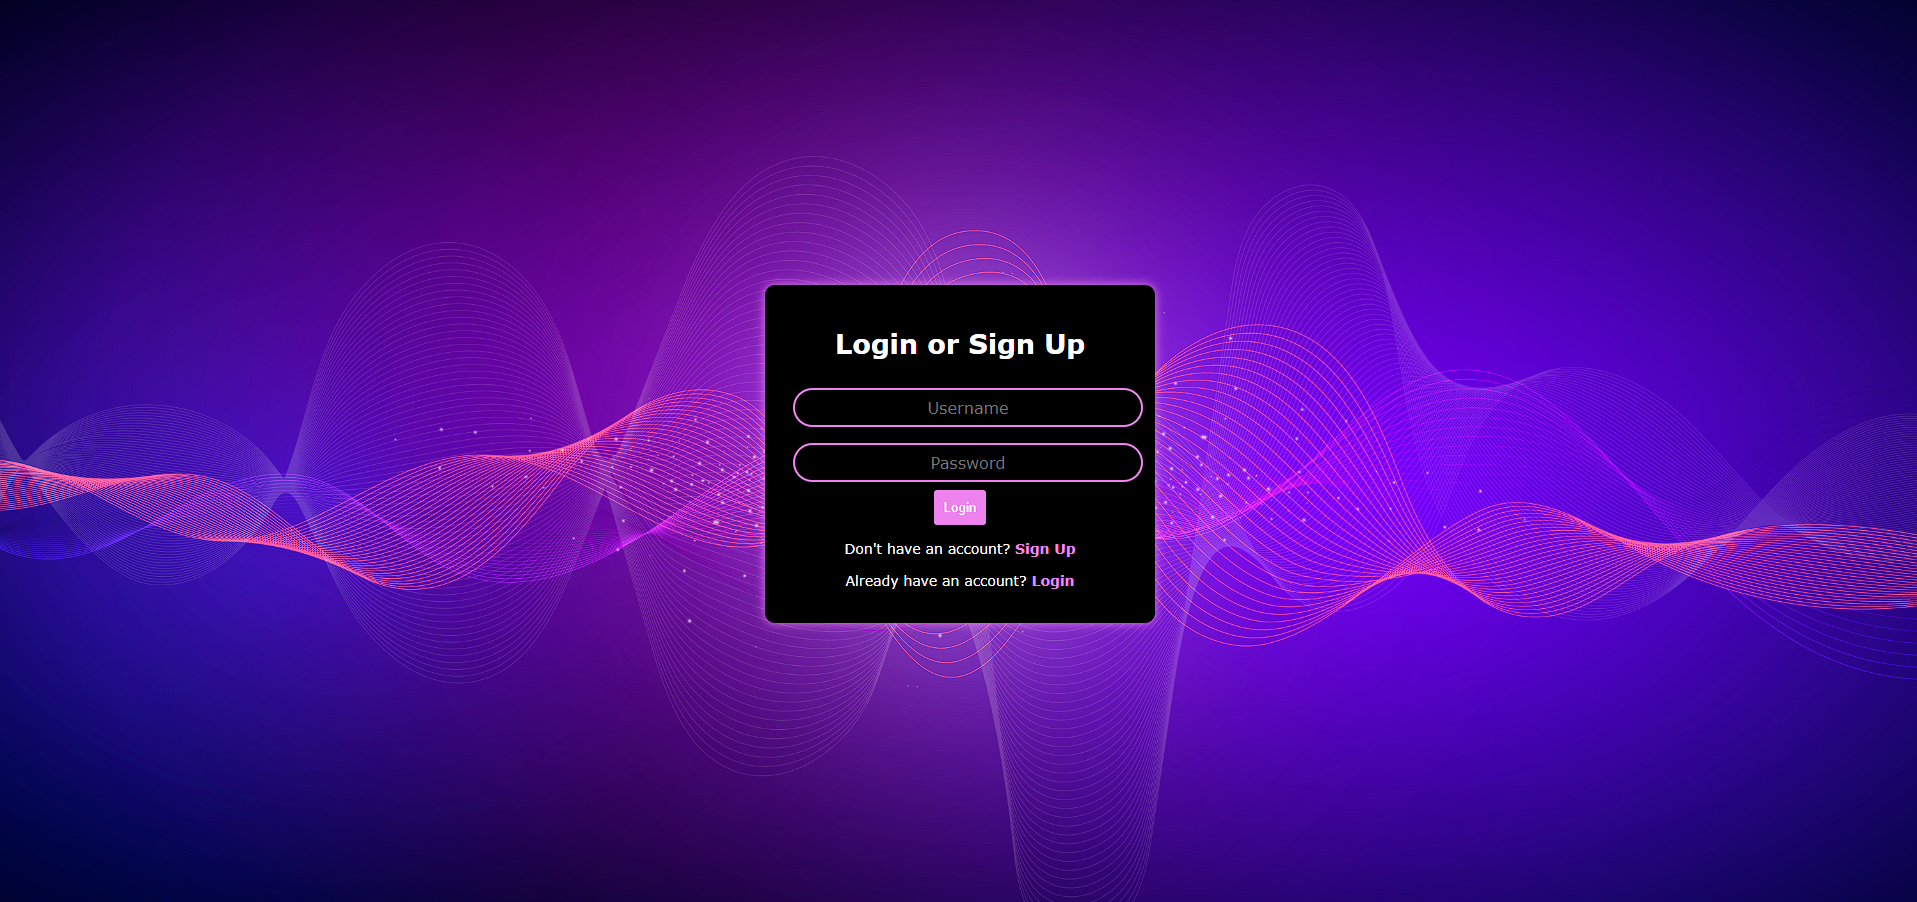 Login or Sign Up
Username
Password
Login
Don't have an account? Sign Up
Already have an account? Login